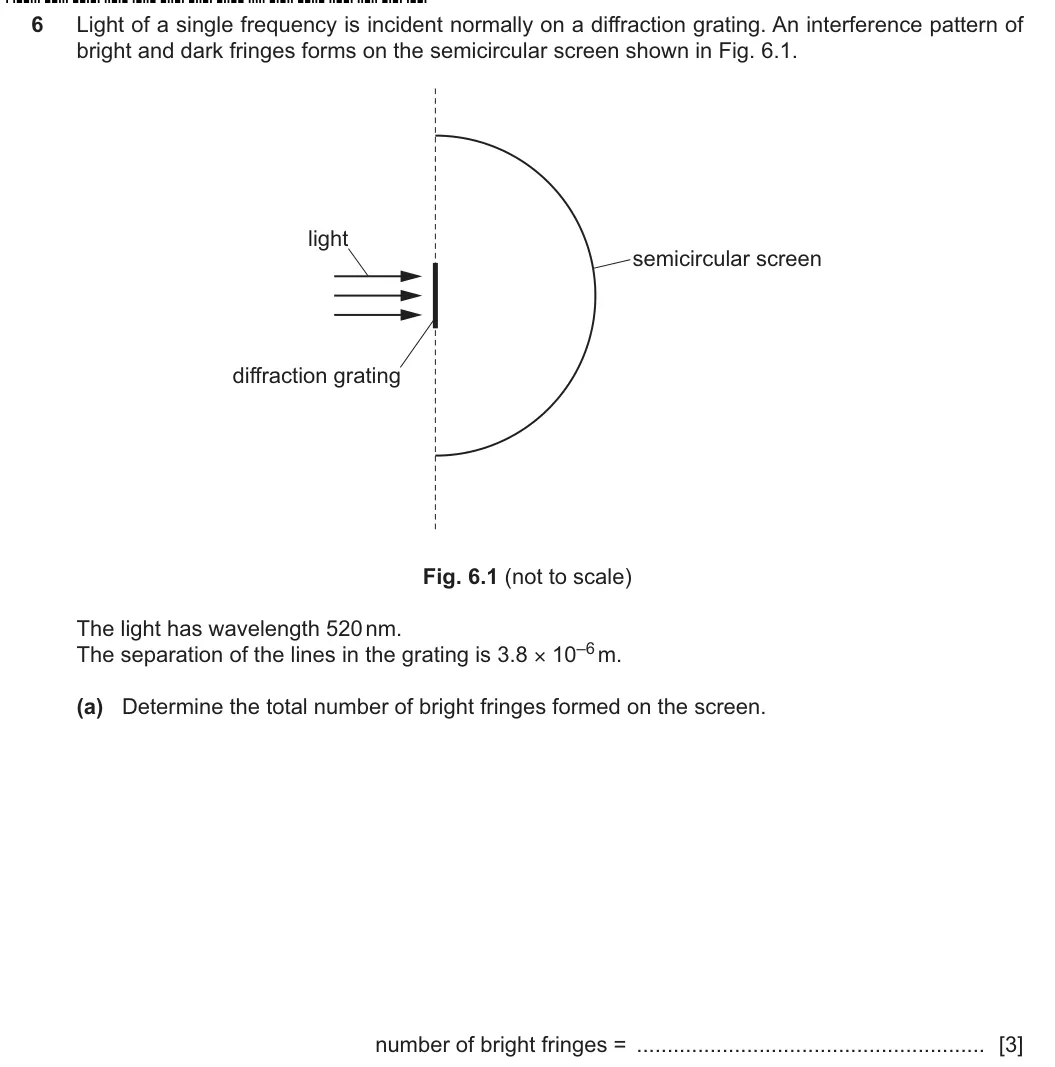 6 Light of a single frequency is incident normally on a diffraction grating. An interference pattern of
bright and dark fringes forms on the semicircular screen shown in Fig. 6.1.
light
semicircular screen
diffraction grating
Fig. 6.1 (not to scale)
The light has wavelength 520 nm.
The separation of the lines in the grating is 3.8 × 10⁻⁶ m.
(a) Determine the total number of bright fringes formed on the screen.
number of bright fringes = ......................................................... [3]